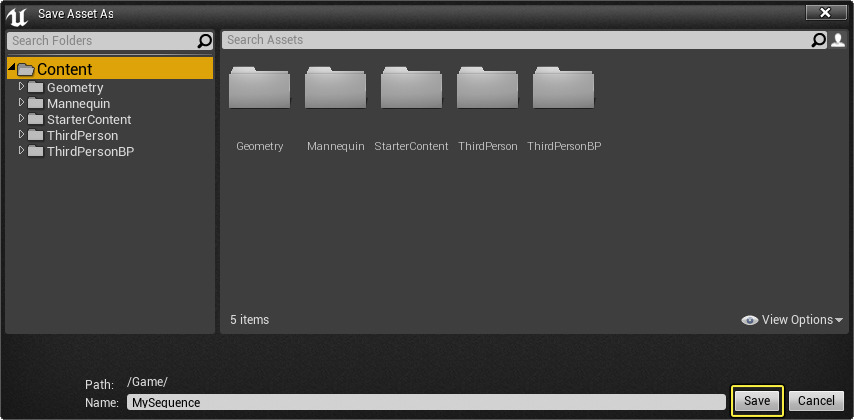 Save Asset As
Search Folders
Search Assets
Content
Geometry
Mannequin
StarterContent
ThirdPerson
ThirdPersonBP
Geometry Mannequin StarterContent ThirdPerson ThirdPersonBP
5 items
View Options
Path: /Game/
Name: MySequence
Save Cancel